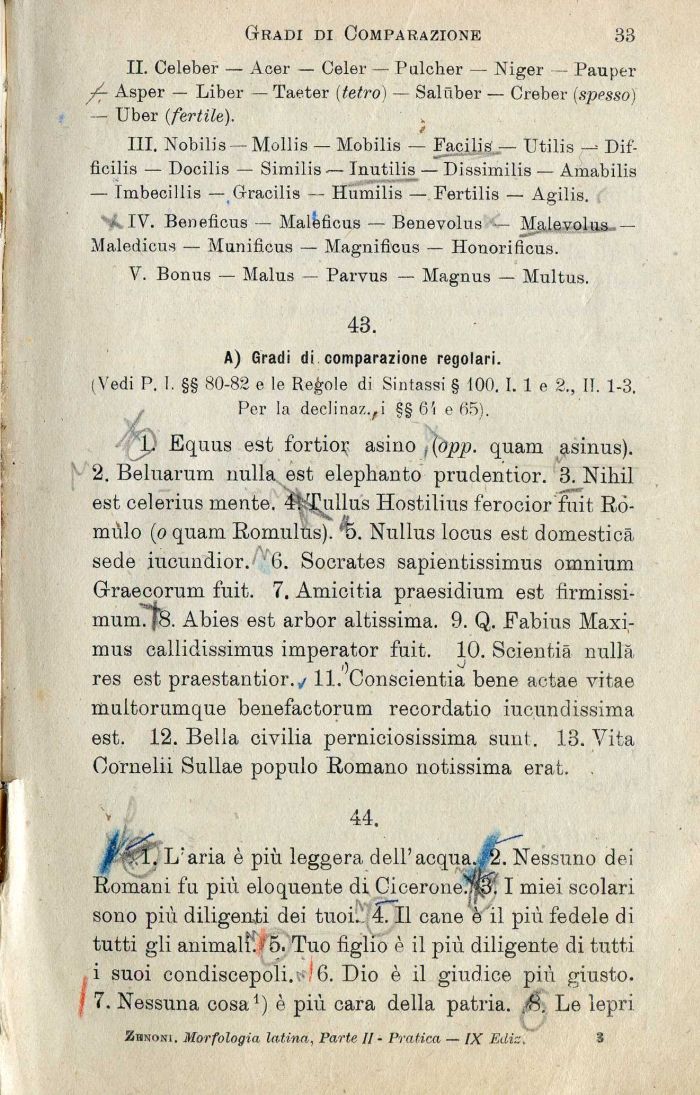 GRADI DI COMPARAZIONE 33
II. Celeber — Acer — Celer — Pulcher — Niger — Pauper
— Asper — Liber — Taeter (tetro) — Salūber — Creber (spesso)
— Uber (fertile).
III. Nobilis — Mollis — Mobilis — Facilis — Utilis — Dif-
ficilis — Docilis — Similis — Inutilis — Dissimilis — Amabilis
— Imbecillis — Gracilis — Humilis — Fertilis — Agilis.
IV. Beneficus — Maleficus — Benevolus — Malevolus —
Maledicus — Munificus — Magnificus — Honorificus.
V. Bonus — Malus — Parvus — Magnus — Multus.
43.
A) Gradi di comparazione regolari.
(Vedi P. I. §§ 80-82 e le Regole di Sintassi § 100. I. 1 e 2., II. 1-3.
Per la declinaz., i §§ 64 e 65).
1. Equus est fortior asino (opp. quam asinus).
2. Beluarum nulla est elephanto prudentior. 3. Nihil
est celerius mente. 4. Tullus Hostilius ferocior fuit Rō-
mŭlo (o quam Romulus). 5. Nullus locus est domesticā
sede iucundior. 6. Socrates sapientissimus omnium
Graecorum fuit. 7. Amicitia praesidium est firmissi-
mum. 8. Abies est arbor altissima. 9. Q. Fabius Maxi-
mus callidissimus imperator fuit. 10. Scientiā nullă
res est praestantior. 11. Conscientia bene actae vitae
multorumque benefactorum recordatio iucundissima
est. 12. Bella civilia perniciosissima sunt. 13. Vita
Cornelii Sullae populo Romano notissima erat.
44.
1. L'aria è più leggera dell'acqua. 2. Nessuno dei
Romani fu più eloquente di Cicerone. 3. I miei scolari
sono più diligenti dei tuoi. 4. Il cane è il più fedele di
tutti gli animali. 5. Tuo figlio è il più diligente di tutti
i suoi condiscepoli. 6. Dio è il giudice più giusto.
7. Nessuna cosa ¹) è più cara della patria. 8. Le lepri
ZENONI. Morfologia latina, Parte II - Pratica — IX Ediz. 3